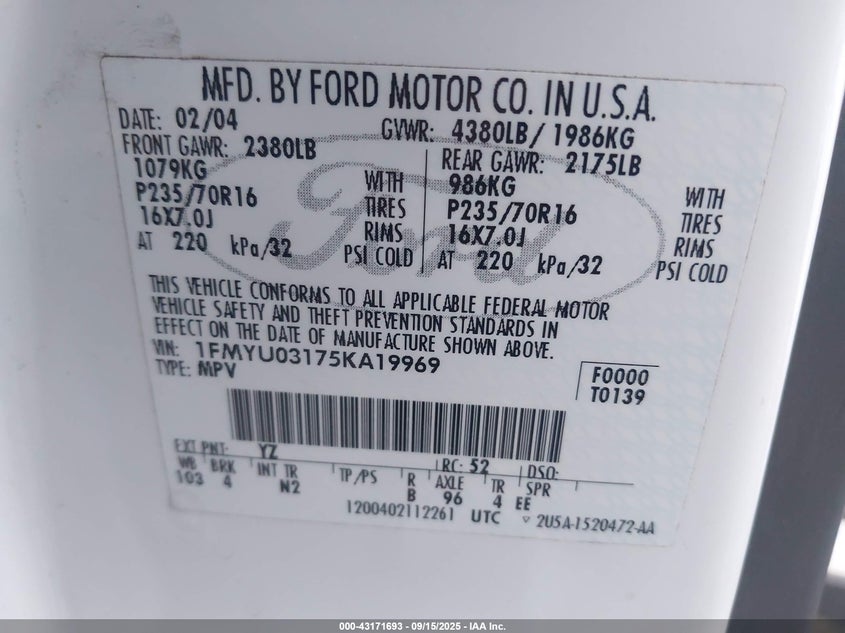 MFD. BY FORD MOTOR CO. IN U.S.A.
DATE: 02/04 GVWR: 4380LB / 1986KG
FRONT GAWR: 2380LB REAR GAWR: 2175LB
1079KG WITH 986KG WITH
P235/70R16 TIRES P235/70R16 TIRES
16X7.0J RIMS 16X7.0J RIMS
AT 220 kPa/32 PSI COLD AT 220 kPa/32 PSI COLD
Ford
THIS VEHICLE CONFORMS TO ALL APPLICABLE FEDERAL MOTOR
VEHICLE SAFETY AND THEFT PREVENTION STANDARDS IN
EFFECT ON THE DATE OF MANUFACTURE SHOWN ABOVE.
VIN: 1FMYU03175KA19969
TYPE: MPV
F0000
T0139
EXT PNT: YZ RC: 52 DSO:
WB BRK INT TR TP/PS R AXLE TR SPR
103 4 N2 B 96 4 EE
1200402112261 UTC ▽ 2U5A-1520472-AA
000-43171693 - 09/15/2025 - IAA Inc.